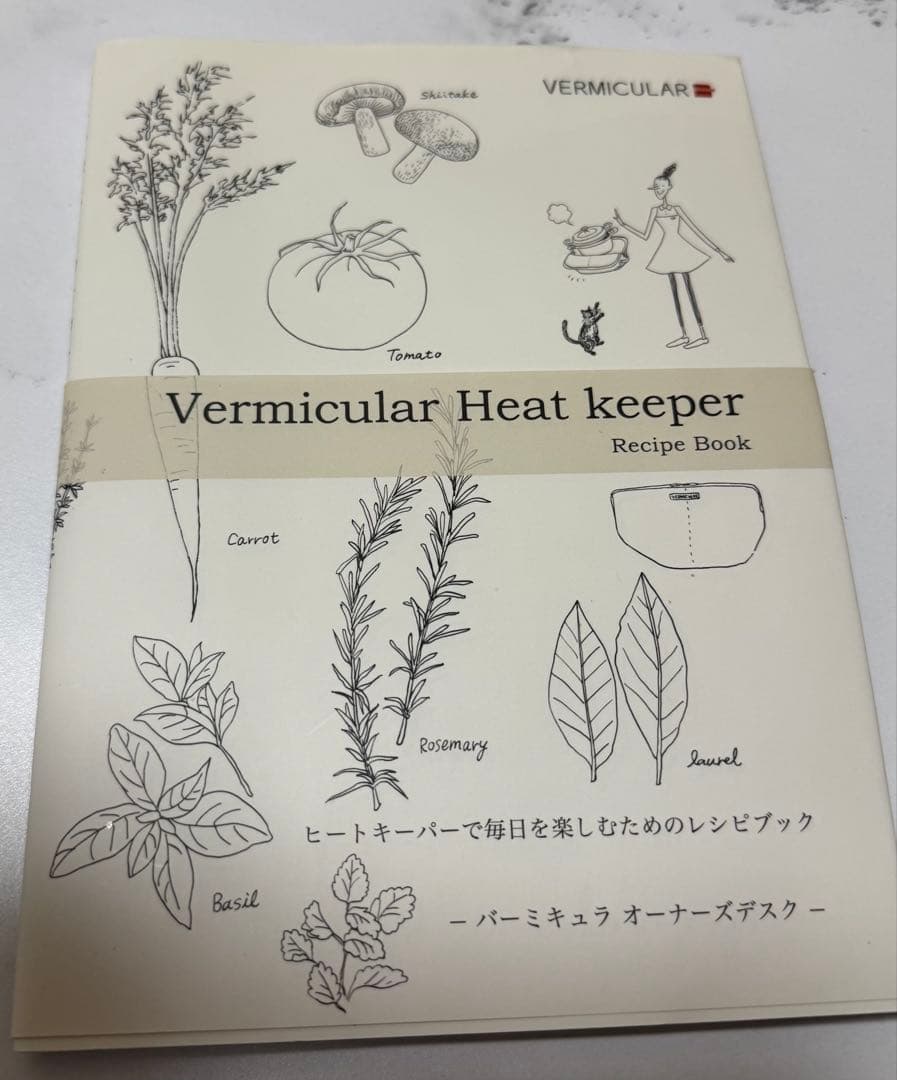 Shiitake
VERMICULAR
Tomato
Vermicular Heat keeper
Recipe Book
Carrot
Rosemary
laurel
ヒートキーパーで毎日を楽しむためのレシピブック
Basil
– バーミキュラ オーナーズデスク –